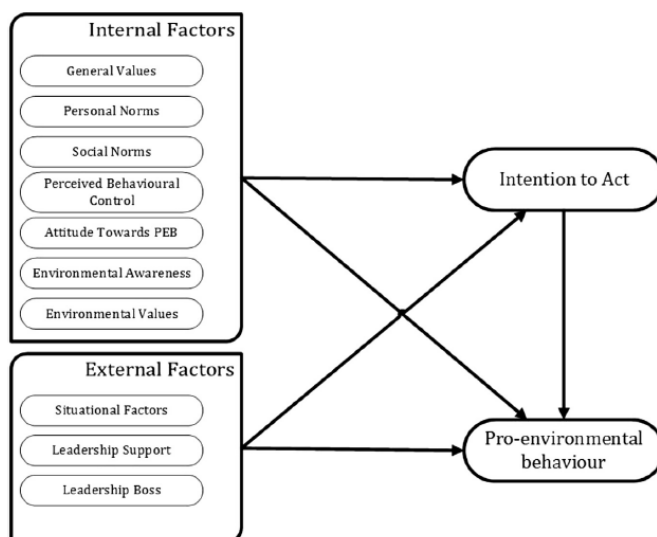 Internal Factors
General Values
Personal Norms
Social Norms
Perceived Behavioural
Control
Attitude Towards PEB
Environmental Awareness
Environmental Values
External Factors
Situational Factors
Leadership Support
Leadership Boss
Intention to Act
Pro-environmental
behaviour